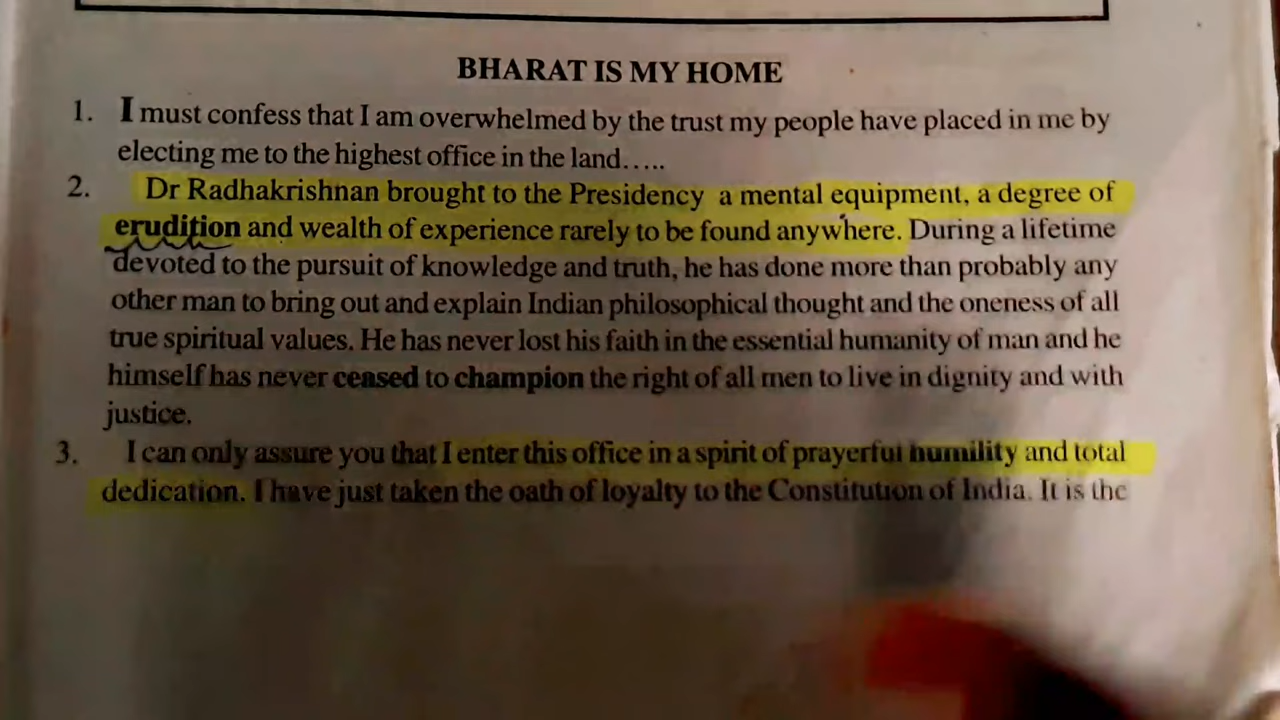 BHARAT IS MY HOME
1. I must confess that I am overwhelmed by the trust my people have placed in me by
electing me to the highest office in the land.....
2. Dr Radhakrishnan brought to the Presidency a mental equipment, a degree of
erudition and wealth of experience rarely to be found anywhere. During a lifetime
devoted to the pursuit of knowledge and truth, he has done more than probably any
other man to bring out and explain Indian philosophical thought and the oneness of all
true spiritual values. He has never lost his faith in the essential humanity of man and he
himself has never ceased to champion the right of all men to live in dignity and with
justice.
3. I can only assure you that I enter this office in a spirit of prayerful humility and total
dedication. I have just taken the oath of loyalty to the Constitution of India. It is the